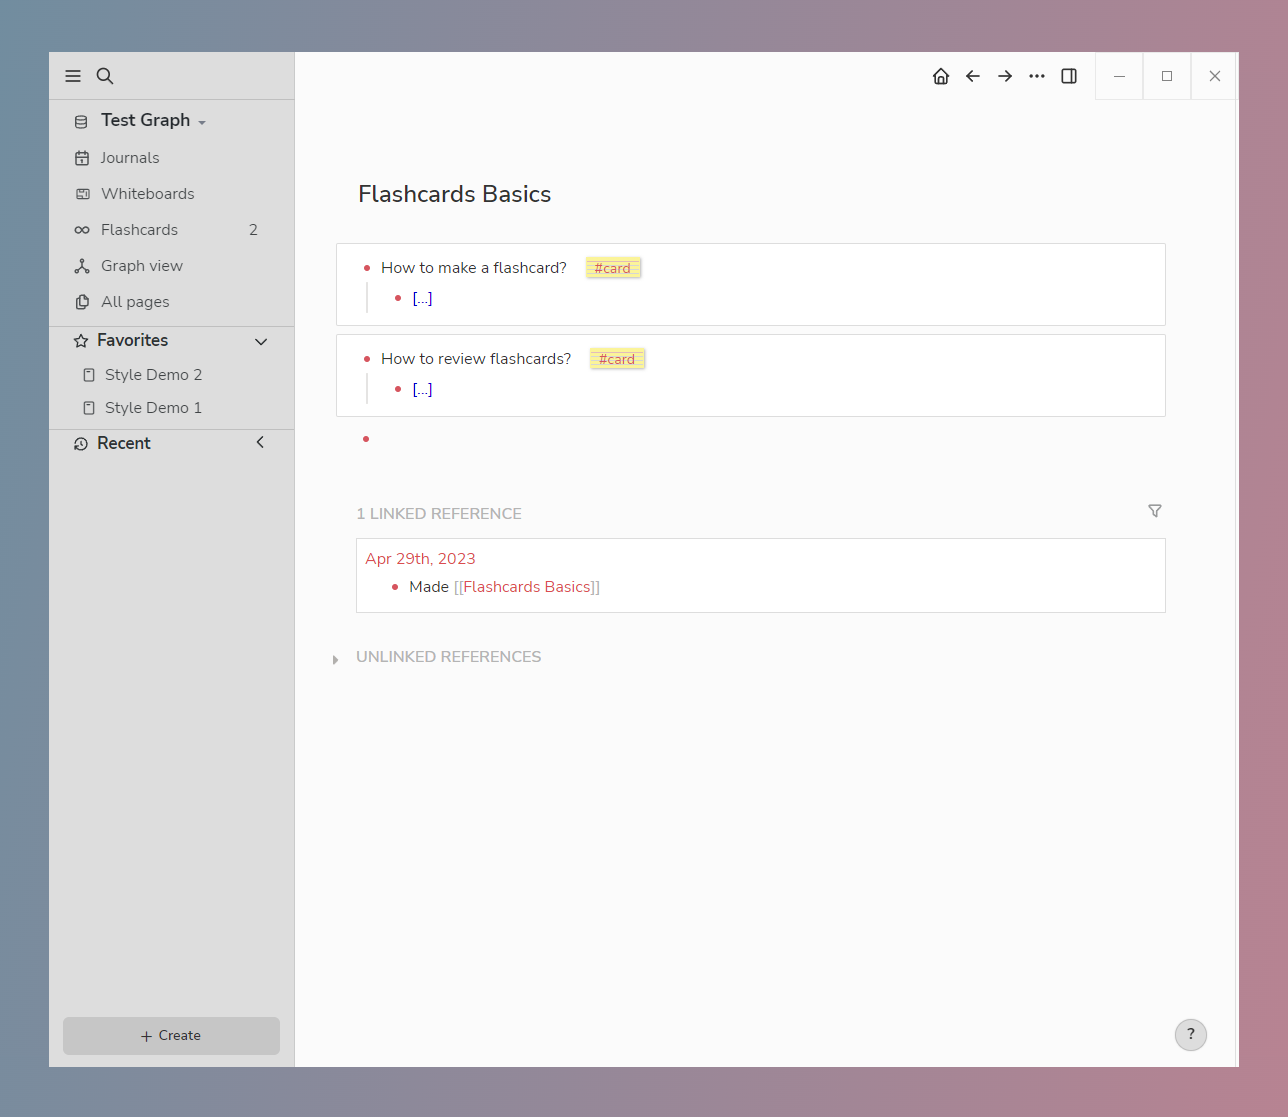 Test Graph
Journals
Whiteboards
Flashcards 2
Graph view
All pages
Favorites
Style Demo 2
Style Demo 1
Recent
+ Create
Flashcards Basics
How to make a flashcard? #card
[...]
How to review flashcards? #card
[...]
1 LINKED REFERENCE
Apr 29th, 2023
Made [[Flashcards Basics]]
UNLINKED REFERENCES
?